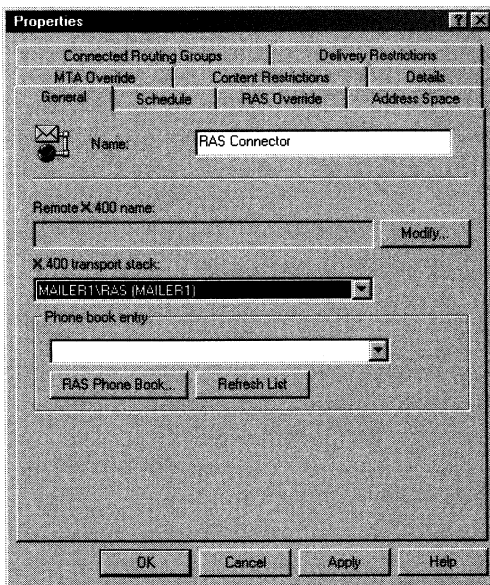 Properties
Connected Routing Groups Delivery Restrictions
MTA Override Content Restrictions Details
General Schedule RAS Override Address Space
Name: RAS Connector
Remote X.400 name:
Modify...
X.400 transport stack:
MAILER1\RAS (MAILER1)
Phone book entry
RAS Phone Book... Refresh List
OK Cancel Apply Help